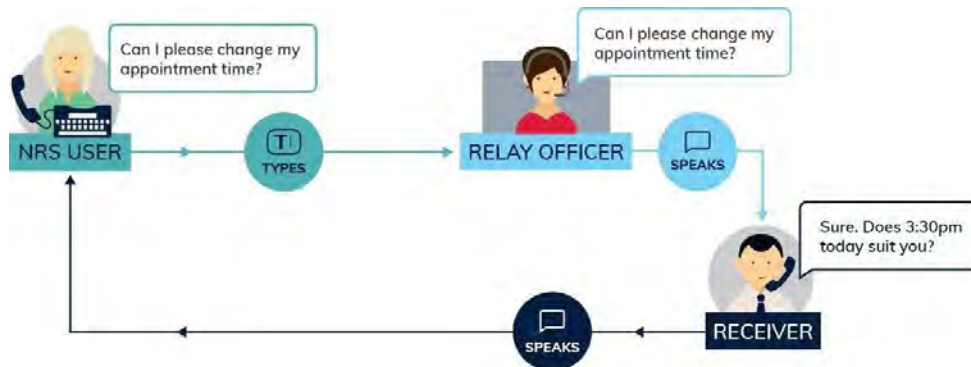 Can I please change my
appointment time?
Can I please change my
appointment time?
NRS USER
T
TYPES
RELAY OFFICER
SPEAKS
Sure. Does 3:30pm
today suit you?
RECEIVER
SPEAKS